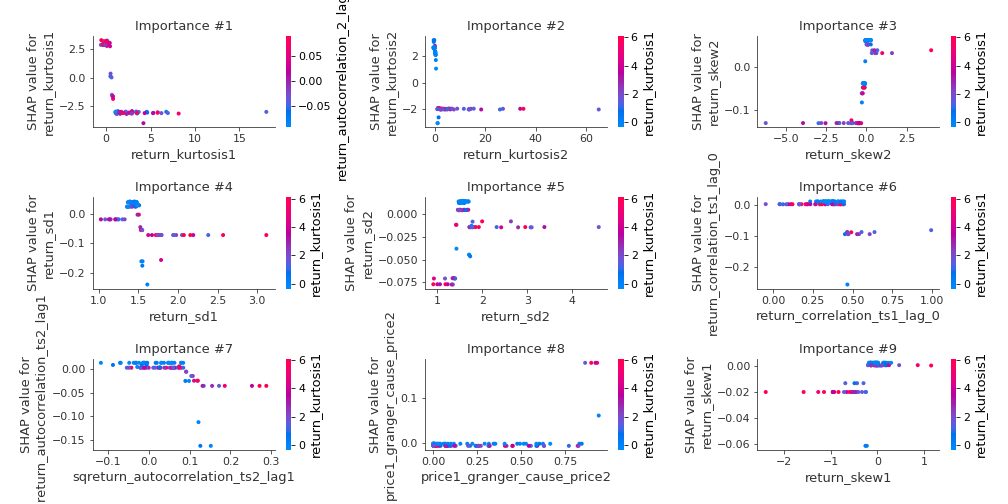 Importance #1
SHAP value for
return_kurtosis1
2.5
0.0
−2.5
0
5
10
15
return_kurtosis1
0.05
0.00
−0.05
return_autocorrelation_2_lag
Importance #2
SHAP value for
return_kurtosis2
2
0
−2
0
20
40
60
return_kurtosis2
6
4
2
0
return_kurtosis1
Importance #3
SHAP value for
return_skew2
0.0
−0.1
−5.0
−2.5
0.0
2.5
return_skew2
6
4
2
0
return_kurtosis1
Importance #4
SHAP value for
return_sd1
0.0
−0.1
−0.2
1.0
1.5
2.0
2.5
3.0
return_sd1
6
4
2
0
return_kurtosis1
Importance #5
SHAP value for
return_sd2
0.000
−0.025
−0.050
−0.075
1
2
3
4
return_sd2
6
4
2
0
return_kurtosis1
Importance #6
SHAP value for
return_correlation_ts1_lag_0
0.0
−0.1
−0.2
0.00
0.25
0.50
0.75
1.00
return_correlation_ts1_lag_0
6
4
2
0
return_kurtosis1
Importance #7
SHAP value for
return_autocorrelation_ts2_lag1
0.00
−0.05
−0.10
−0.15
−0.1
0.0
0.1
0.2
0.3
sqreturn_autocorrelation_ts2_lag1
6
4
2
0
return_kurtosis1
Importance #8
SHAP value for
price1_granger_cause_price2
0.1
0.0
0.00
0.25
0.50
0.75
price1_granger_cause_price2
6
4
2
0
return_kurtosis1
Importance #9
SHAP value for
return_skew1
0.00
−0.02
−0.04
−0.06
−2
−1
0
1
return_skew1
6
4
2
0
return_kurtosis1